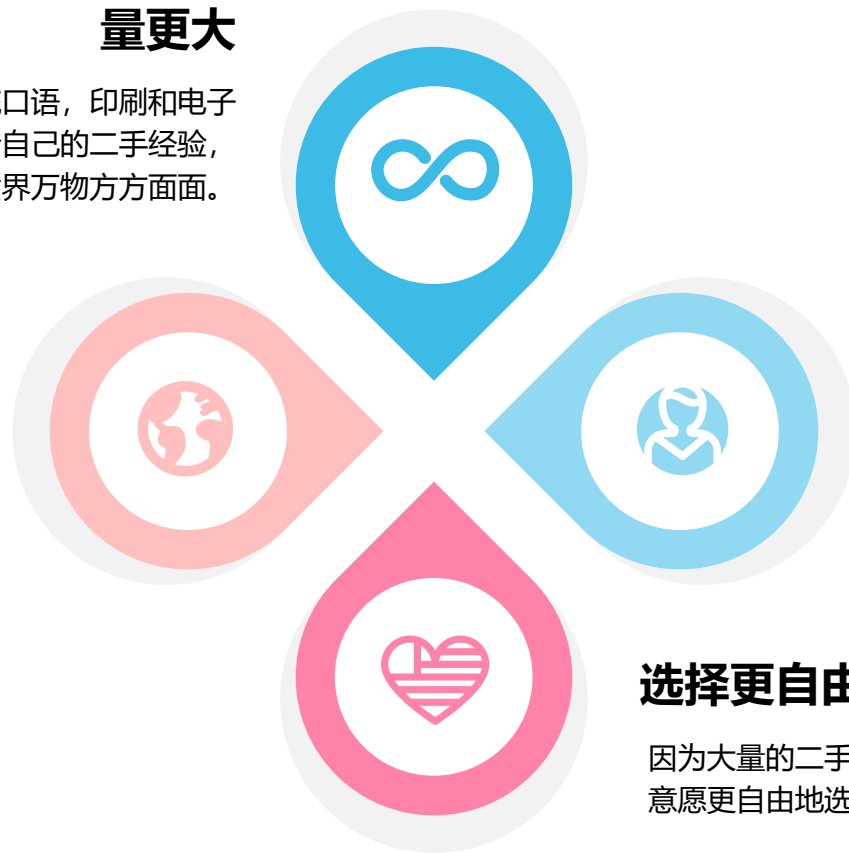 量更大
口语，印刷和电子
自己的二手经验，
界万物方方面面。
选择更自由
因为大量的二手
意愿更自由地选